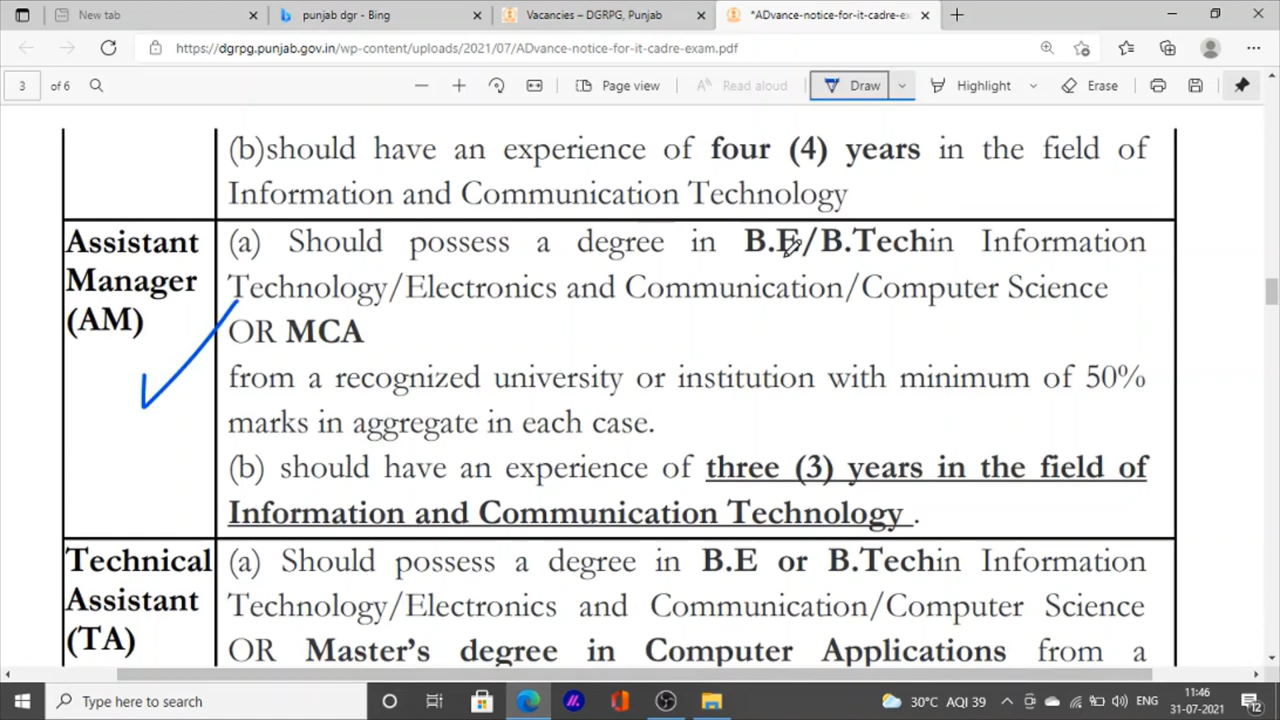 New tab
punjab dgr - Bing
Vacancies – DGRPG, Punjab
*ADvance-notice-for-it-cadre-exa
https://dgrpg.punjab.gov.in/wp-content/uploads/2021/07/ADvance-notice-for-it-cadre-exam.pdf
3 of 6
Page view
Read aloud
Draw
Highlight
Erase
(b)should have an experience of four (4) years in the field of
Information and Communication Technology
Assistant
Manager
(AM)
(a) Should possess a degree in B.E/B.Techin Information
Technology/Electronics and Communication/Computer Science
OR MCA
from a recognized university or institution with minimum of 50%
marks in aggregate in each case.
(b) should have an experience of three (3) years in the field of
Information and Communication Technology .
Technical
Assistant
(TA)
(a) Should possess a degree in B.E or B.Techin Information
Technology/Electronics and Communication/Computer Science
OR Master's degree in Computer Applications from a
Type here to search
30°C AQI 39
ENG
11:46
31-07-2021
12